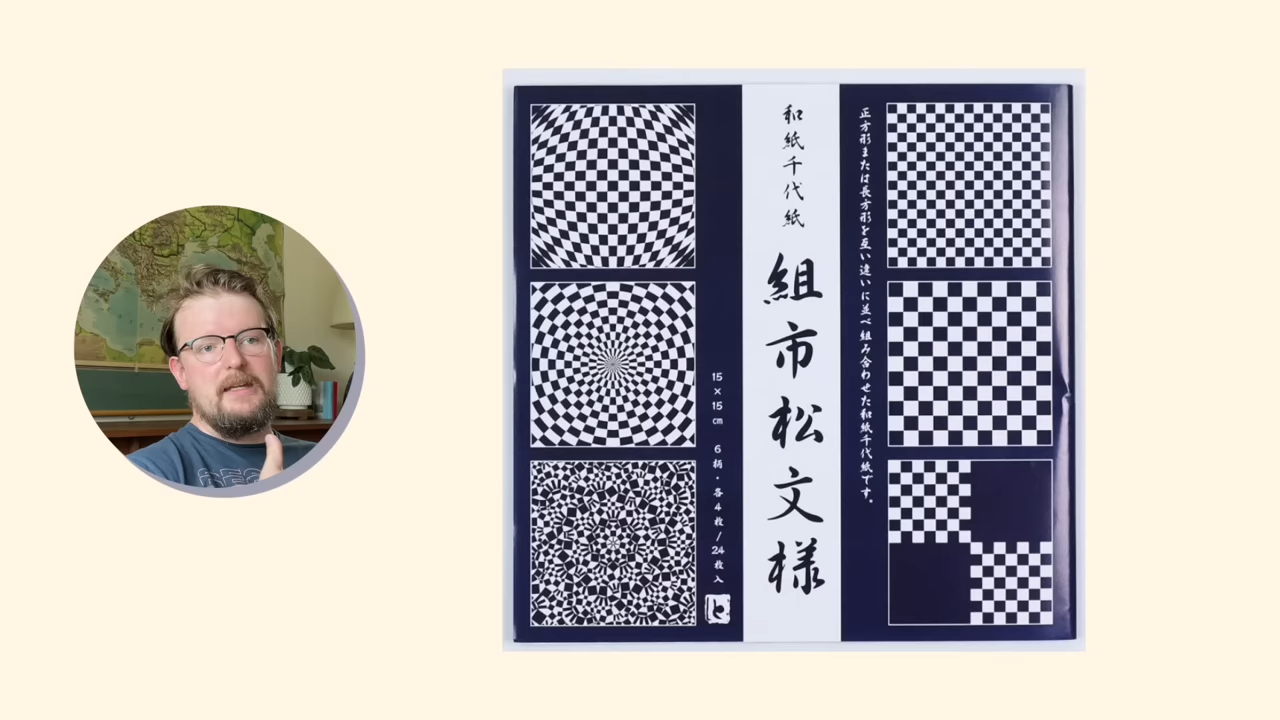 和紙千代紙
組市松文様
正方形または長方形を互い違いに並べ組み合わせた和紙千代紙です。
15×15cm 6柄・各4枚/24枚入
と